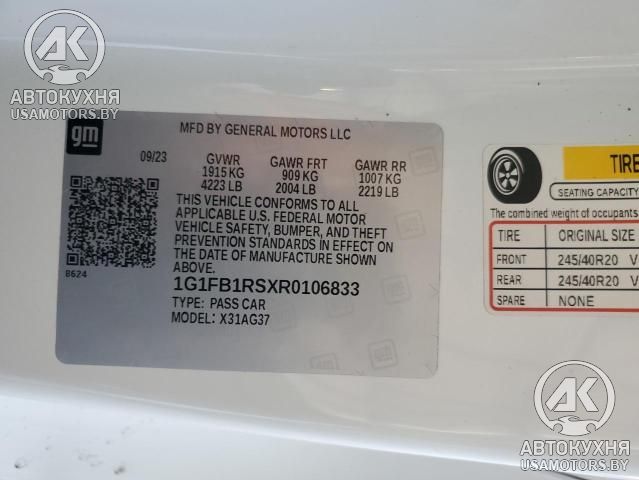 AK
АВТОКУХНЯ
USAMOTORS.BY
gm
MFD BY GENERAL MOTORS LLC
09/23 GVWR GAWR FRT GAWR RR
1915 KG 909 KG 1007 KG
4223 LB 2004 LB 2219 LB
THIS VEHICLE CONFORMS TO ALL
APPLICABLE U.S. FEDERAL MOTOR
VEHICLE SAFETY, BUMPER, AND THEFT
PREVENTION STANDARDS IN EFFECT ON
THE DATE OF MANUFACTURE SHOWN
ABOVE.
8624
1G1FB1RSXR0106833
TYPE: PASS CAR
MODEL: X31AG37
TIRE
SEATING CAPACITY
The combined weight of occupants
TIRE ORIGINAL SIZE
FRONT 245/40R20
REAR 245/40R20
SPARE NONE
AK
АВТОКУХНЯ
USAMOTORS.BY